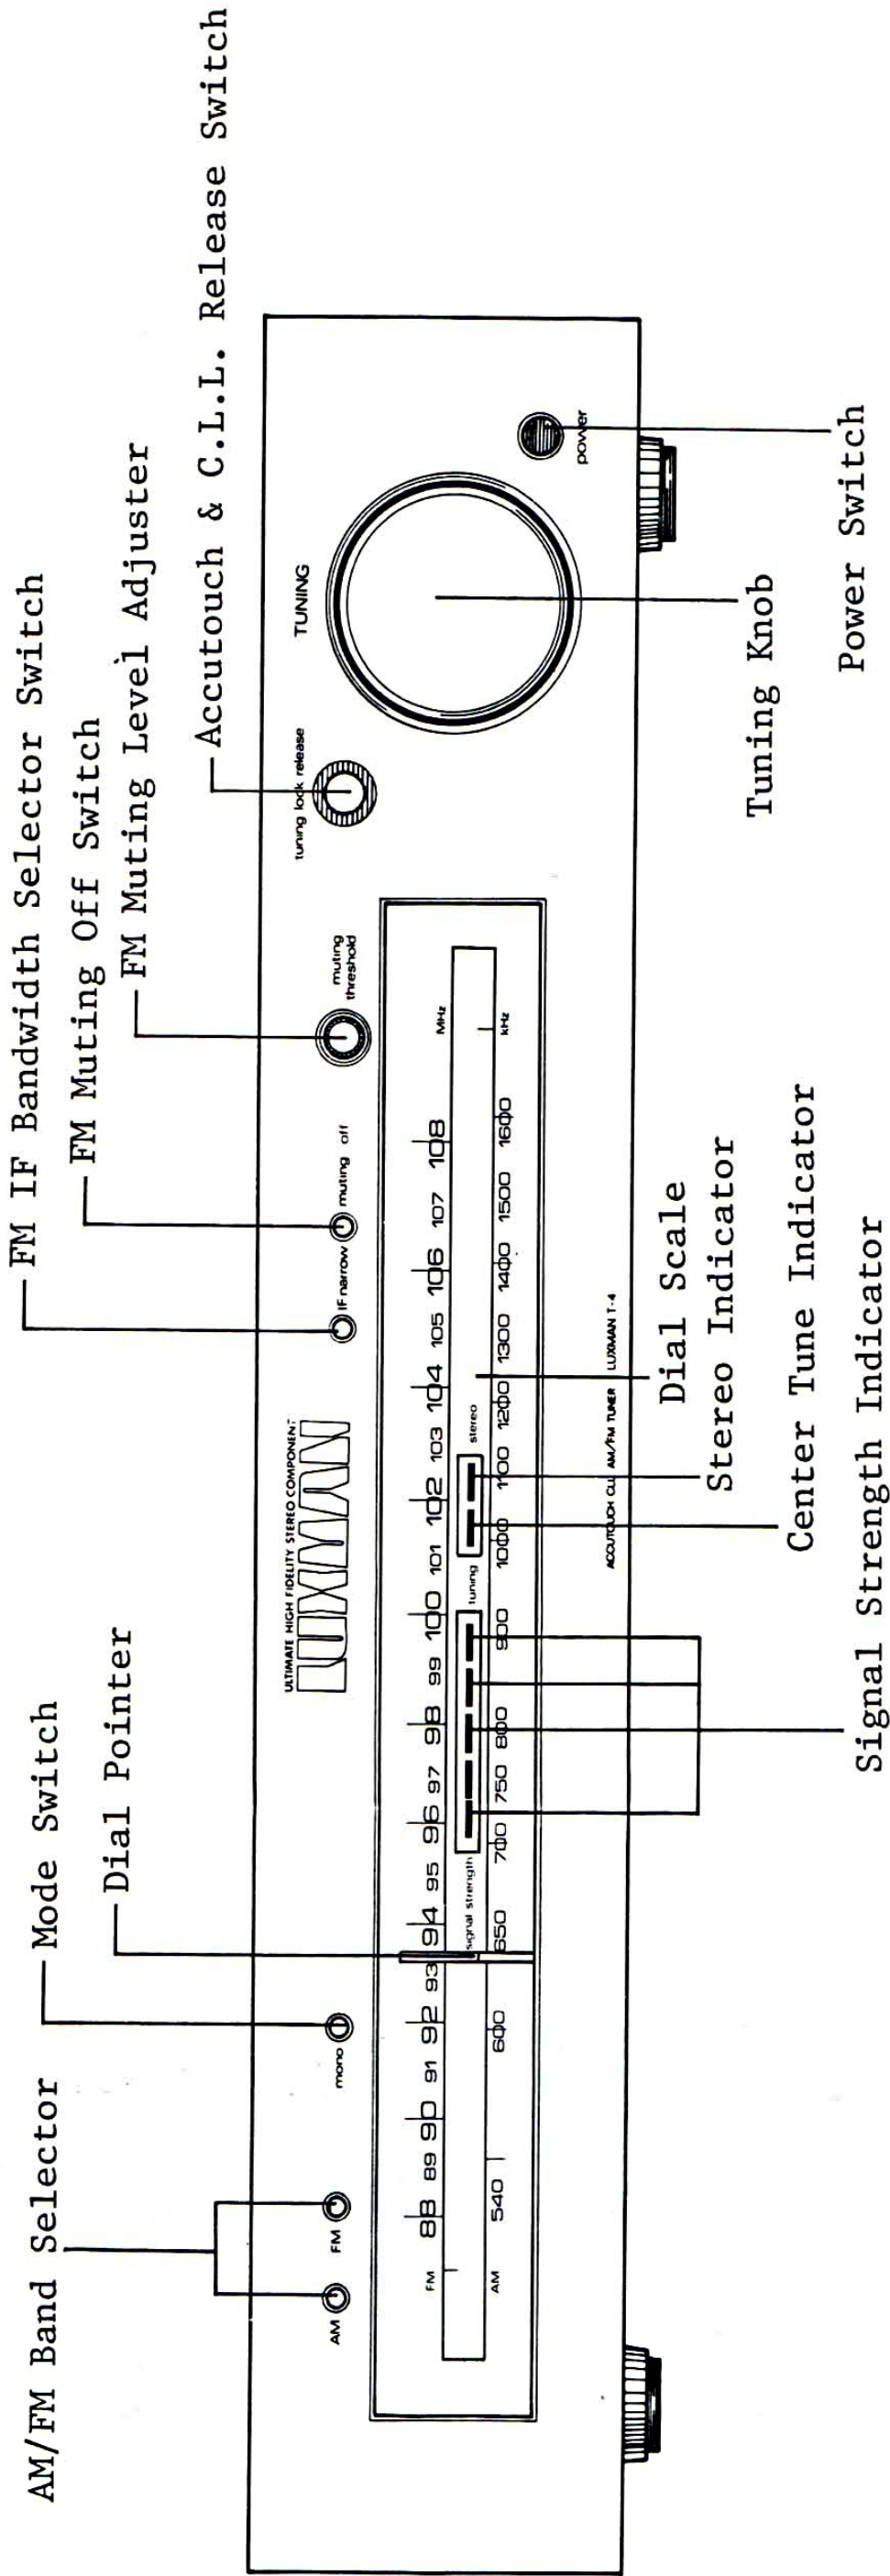 FM IF Bandwidth Selector Switch
FM Muting Off Switch
FM Muting Level Adjuster
Accutouch & C.L.L. Release Switch
AM/FM Band Selector
Mode Switch
Dial Pointer
AM
FM
mono
ULTIMATE HIGH FIDELITY STEREO COMPONENT
LUXMAN
IF narrow
muting off
muting
threshold
tuning lock release
TUNING
power
FM 88 89 90 91 92 93 94 95 96 97 98 99 100 101 102 103 104 105 106 107 108 MHz
signal strength
tuning
stereo
AM 540 600 650 700 750 800 900 1000 1100 1200 1300 1400 1500 1600 kHz
ACCUTOUCH CLL AM/FM TUNER LUXMAN T-4
Dial Scale
Stereo Indicator
Center Tune Indicator
Signal Strength Indicator
Tuning Knob
Power Switch